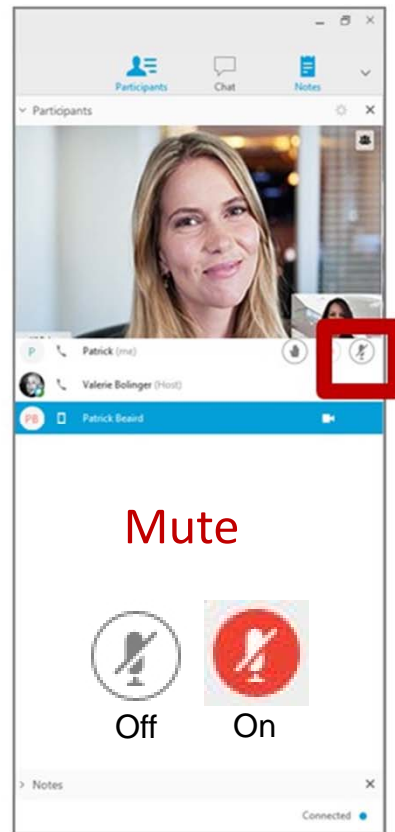 Participants Chat Notes
Participants
P Patrick (me)
Valerie Bolinger (Host)
PB Patrick Beaird
Mute
Off On
Notes
Connected